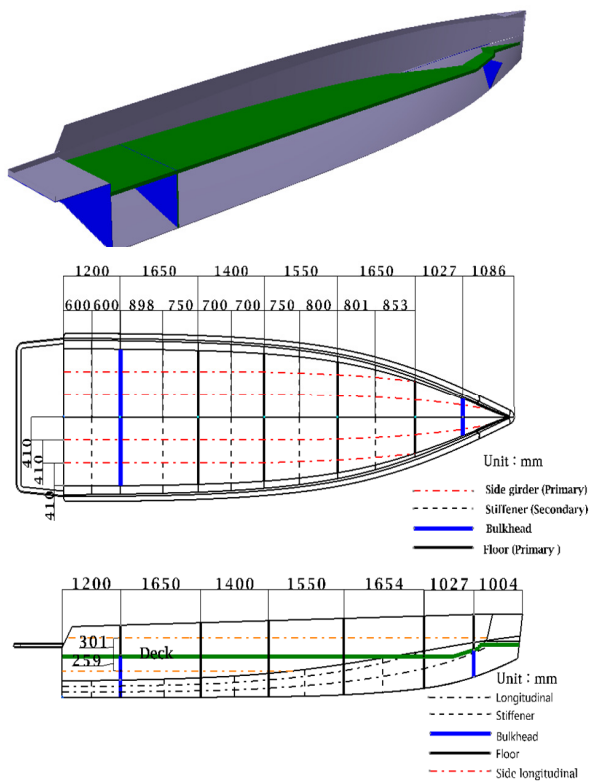 1200 1650 1400 1550 1650 1027 1086
600 600 898 750 700 700 750 800 801 853
410
410
410
Unit : mm
Side girder (Primary)
Stiffener (Secondary)
Bulkhead
Floor (Primary )
1200 1650 1400 1550 1654 1027 1004
301
Deck
259
Unit : mm
Longitudinal
Stiffener
Bulkhead
Floor
Side longitudinal